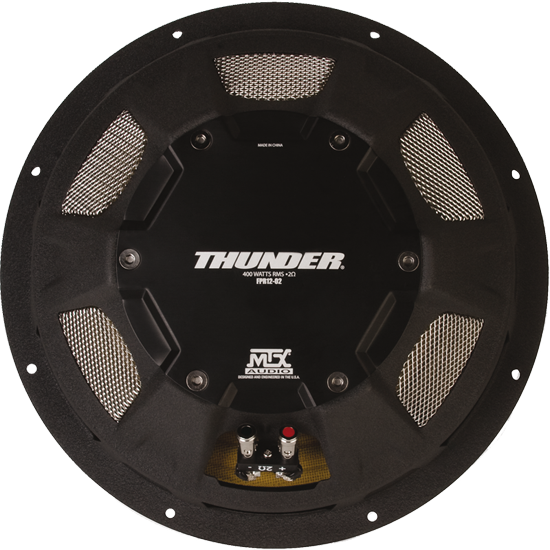 MADE IN CHINA
THUNDER®
400 WATTS RMS • 2Ω
FPR12-02
MTX
AUDIO
DESIGNED AND ENGINEERED IN THE U.S.A.
+ 2Ω -